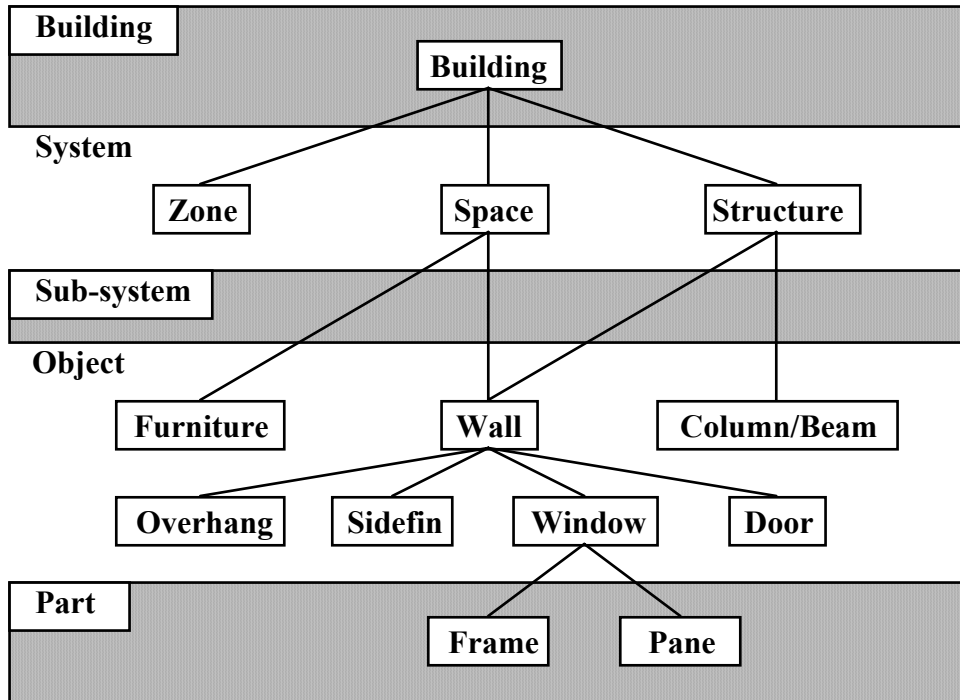 Building
Building
System
Zone
Space
Structure
Sub-system
Object
Furniture
Wall
Column/Beam
Overhang
Sidefin
Window
Door
Part
Frame
Pane